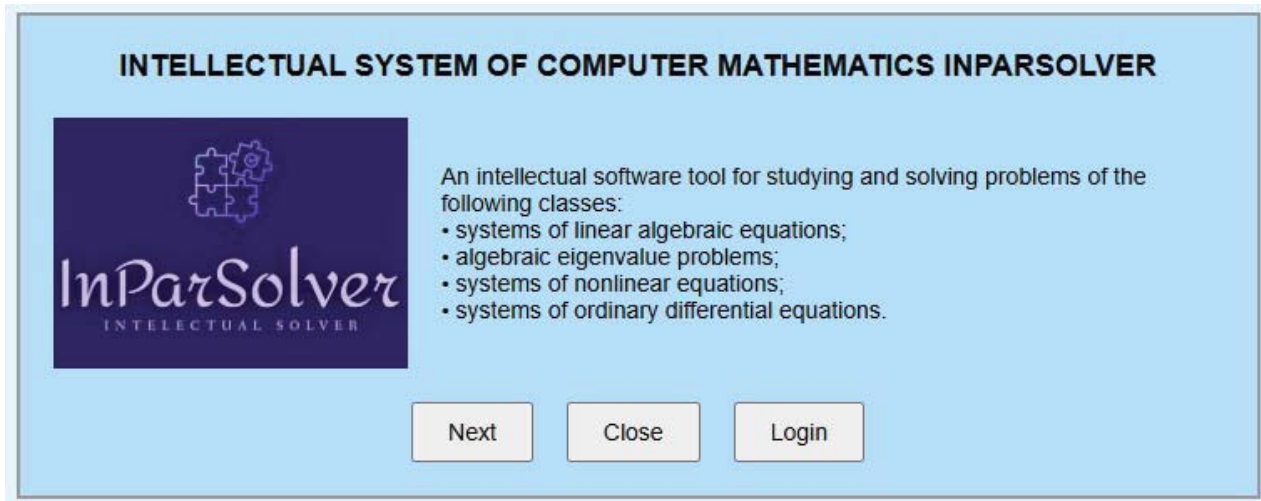 INTELLECTUAL SYSTEM OF COMPUTER MATHEMATICS INPARSOLVER
InParSolver
INTELECTUAL SOLVER
An intellectual software tool for studying and solving problems of the
following classes:
• systems of linear algebraic equations;
• algebraic eigenvalue problems;
• systems of nonlinear equations;
• systems of ordinary differential equations.
Next Close Login